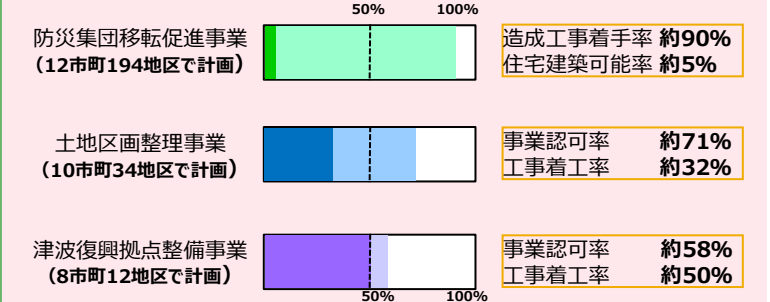 50% 100%
防災集団移転促進事業
（12市町194地区で計画）
造成工事着手率 約90%
住宅建築可能率 約5%
土地区画整理事業
（10市町34地区で計画）
事業認可率 約71%
工事着工率 約32%
津波復興拠点整備事業
（8市町12地区で計画）
事業認可率 約58%
工事着工率 約50%
50% 100%